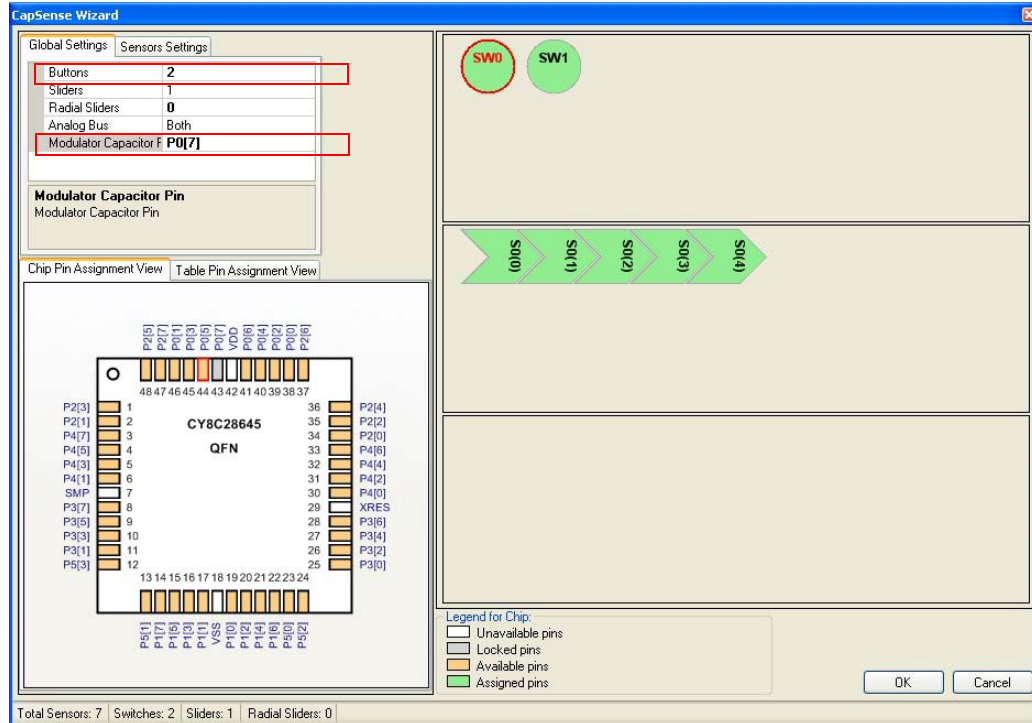 CapSense Wizard
Global Settings Sensors Settings
Buttons 2
Sliders 1
Radial Sliders 0
Analog Bus Both
Modulator Capacitor F P0[7]
Modulator Capacitor Pin
Modulator Capacitor Pin
SW0 SW1
S0(0) S0(1) S0(2) S0(3) S0(4)
Chip Pin Assignment View Table Pin Assignment View
P2[5] P2[7] P0[1] P0[3] P0[5] P0[7] VDD P0[6] P0[4] P0[2] P0[0] P2[6]
48 47 46 45 44 43 42 41 40 39 38 37
P2[3] 1 36 P2[4]
P2[1] 2 CY8C28645 35 P2[2]
P4[7] 3 34 P2[0]
P4[5] 4 QFN 33 P4[6]
P4[3] 5 32 P4[4]
P4[1] 6 31 P4[2]
SMP 7 30 P4[0]
P3[7] 8 29 XRES
P3[5] 9 28 P3[6]
P3[3] 10 27 P3[4]
P3[1] 11 26 P3[2]
P5[3] 12 25 P3[0]
13 14 15 16 17 18 19 20 21 22 23 24
P5[1] P1[7] P1[5] P1[3] P1[1] VSS P1[0] P1[2] P1[4] P1[6] P5[0] P5[2]
Legend for Chip:
Unavailable pins
Locked pins
Available pins
Assigned pins
OK Cancel
Total Sensors: 7 Switches: 2 Sliders: 1 Radial Sliders: 0